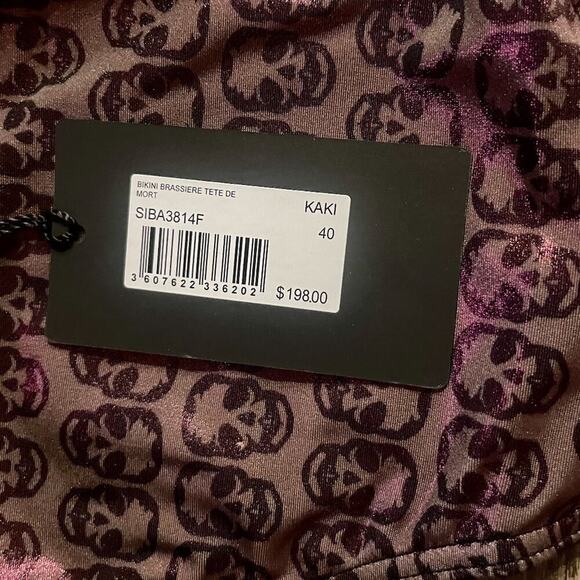 BIKINI BRASSIERE TETE DE
MORT
SIBA3814F
KAKI
40
3 607622 336202
$198.00